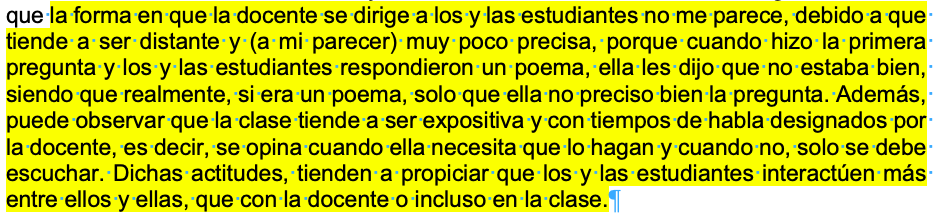 que la forma en que la docente se dirige a los y las estudiantes no me parece, debido a que
tiende a ser distante y (a mi parecer) muy poco precisa, porque cuando hizo la primera
pregunta y los y las estudiantes respondieron un poema, ella les dijo que no estaba bien,
siendo que realmente, si era un poema, solo que ella no preciso bien la pregunta. Además,
puede observar que la clase tiende a ser expositiva y con tiempos de habla designados por
la docente, es decir, se opina cuando ella necesita que lo hagan y cuando no, solo se debe
escuchar. Dichas actitudes, tienden a propiciar que los y las estudiantes interactúen más
entre ellos y ellas, que con la docente o incluso en la clase.¶